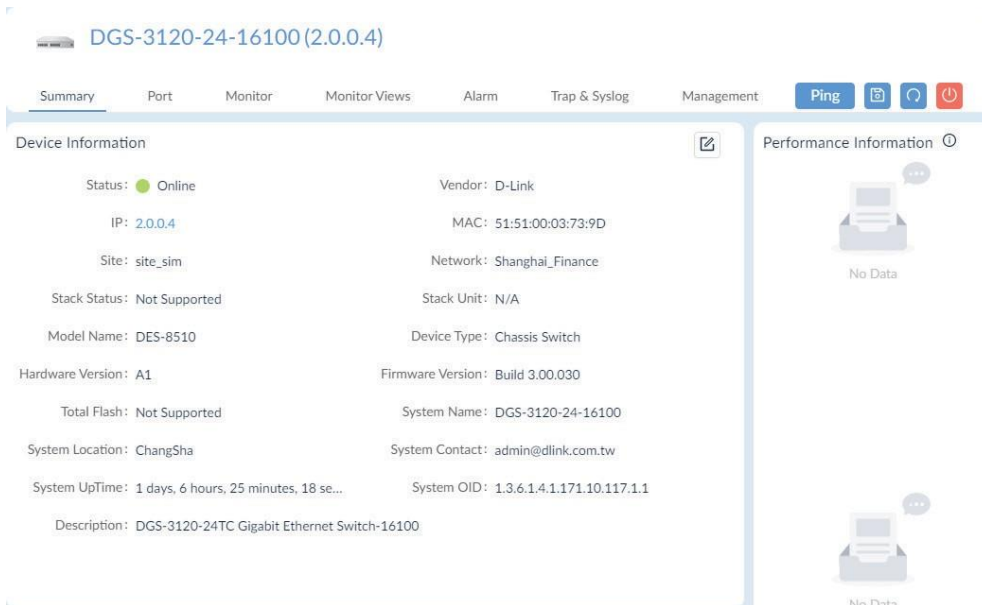 DGS-3120-24-16100 (2.0.0.4)
Summary Port Monitor Monitor Views Alarm Trap & Syslog Management Ping
Device Information
Performance Information
Status: Online Vendor: D-Link
IP: 2.0.0.4 MAC: 51:51:00:03:73:9D
Site: site_sim Network: Shanghai_Finance
No Data
Stack Status: Not Supported Stack Unit: N/A
Model Name: DES-8510 Device Type: Chassis Switch
Hardware Version: A1 Firmware Version: Build 3.00.030
Total Flash: Not Supported System Name: DGS-3120-24-16100
System Location: ChangSha System Contact: admin@dlink.com.tw
System UpTime: 1 days, 6 hours, 25 minutes, 18 se... System OID: 1.3.6.1.4.1.171.10.117.1.1
Description: DGS-3120-24TC Gigabit Ethernet Switch-16100
No Data